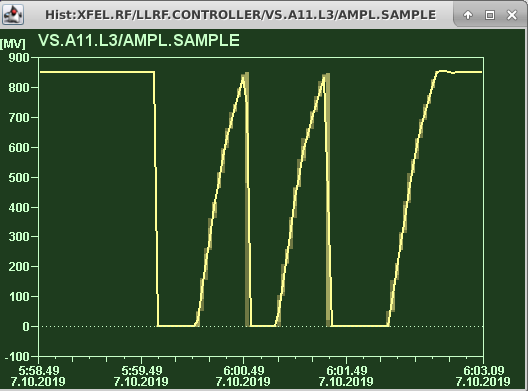 Hist:XFEL.RF/LLRF.CONTROLLER/VS.A11.L3/AMPL.SAMPLE
[MV] VS.A11.L3/AMPL.SAMPLE
900
800
700
600
500
400
300
200
100
0
-100
5:58.49 5:59.49 6:00.49 6:01.49 6:03.09
7.10.2019 7.10.2019 7.10.2019 7.10.2019 7.10.2019